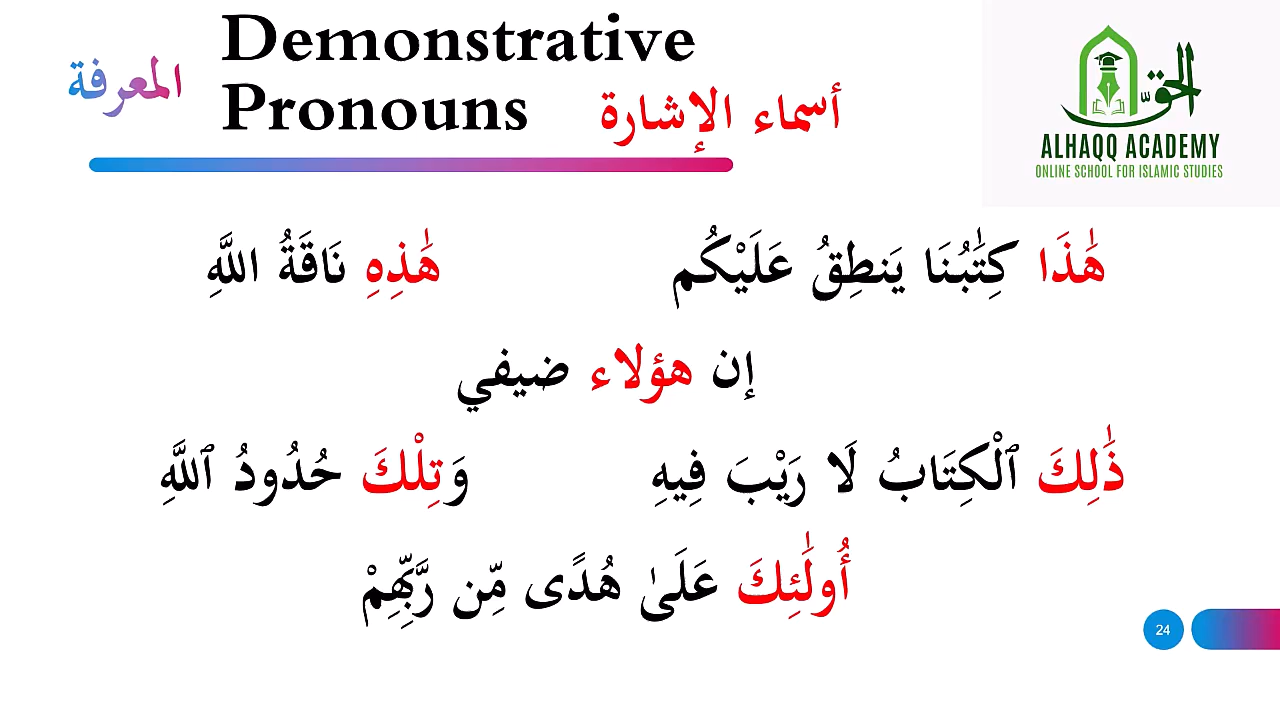 المعرفة
Demonstrative
Pronouns أسماء الإشارة
الحقّ
ALHAQQ ACADEMY
ONLINE SCHOOL FOR ISLAMIC STUDIES
هَٰذَا كِتَٰبُنَا يَنطِقُ عَلَيْكُم
هَٰذِهِ نَاقَةُ اللَّهِ
إن هؤلاء ضيفي
ذَٰلِكَ ٱلْكِتَابُ لَا رَيْبَ فِيهِ
وَتِلْكَ حُدُودُ ٱللَّهِ
أُولَٰئِكَ عَلَىٰ هُدًى مِّن رَّبِّهِمْ
24